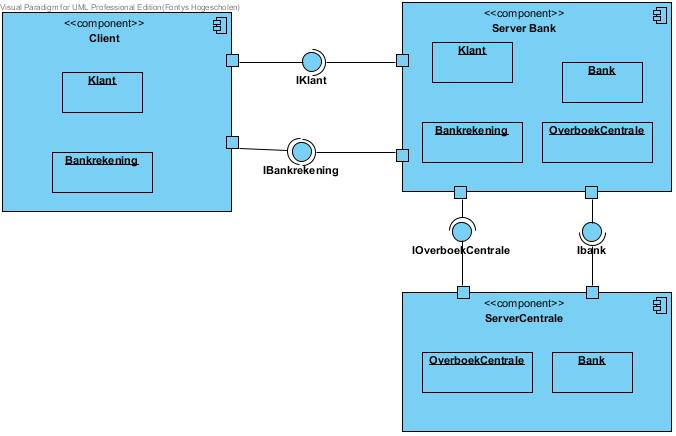 Visual Paradigm for UML Professional Edition(Fontys Hogescholen)
<<component>>
Client
Klant
Bankrekening
IKlant
IBankrekening
<<component>>
Server Bank
Klant
Bank
Bankrekening
OverboekCentrale
IOverboekCentrale
Ibank
<<component>>
ServerCentrale
OverboekCentrale
Bank